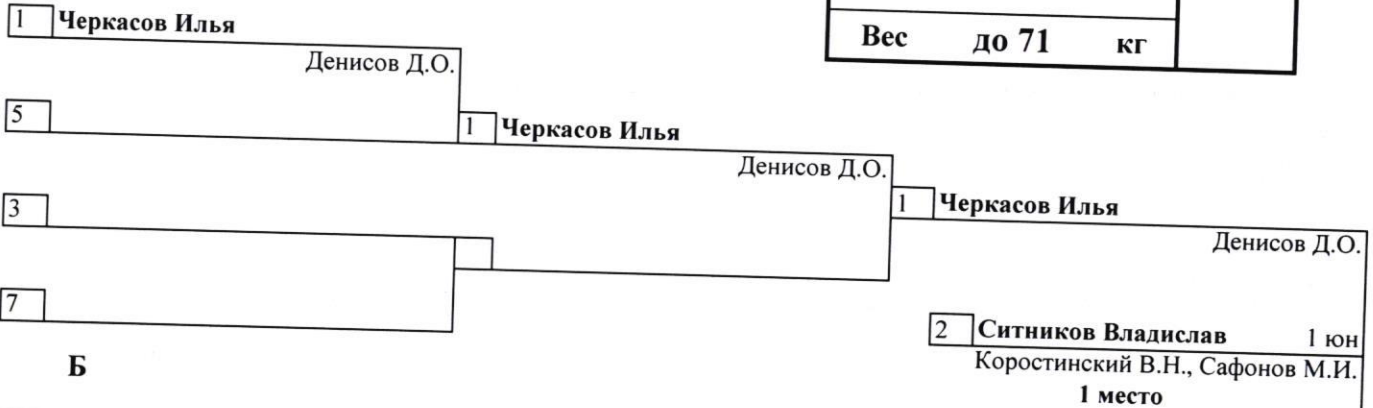 1 Черкасов Илья
Вес до 71 кг
Денисов Д.О.
5
1 Черкасов Илья
Денисов Д.О.
3
1 Черкасов Илья
Денисов Д.О.
7
2 Ситников Владислав 1 юн
Коростинский В.Н., Сафонов М.И.
Б
1 место